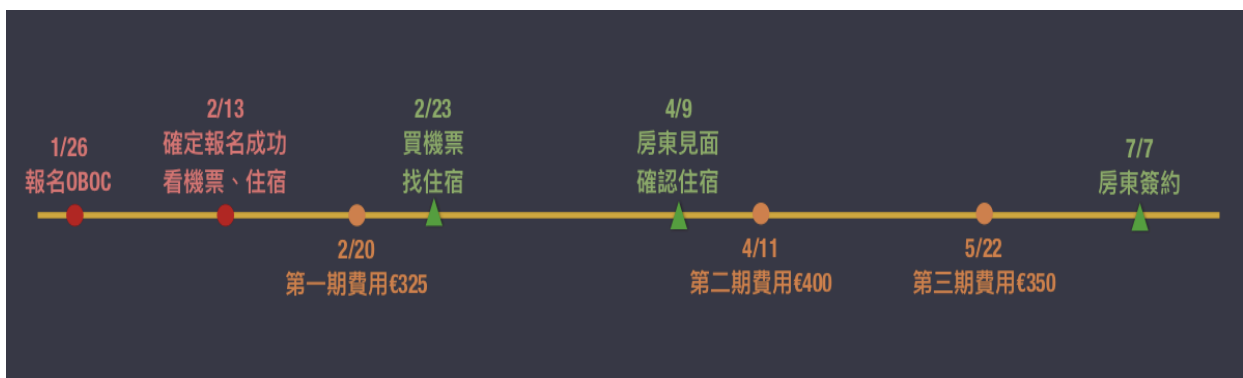 1/26
報名OBOC
2/13
確定報名成功
看機票、住宿
2/20
第一期費用€325
2/23
買機票
找住宿
4/9
房東見面
確認住宿
4/11
第二期費用€400
5/22
第三期費用€350
7/7
房東簽約